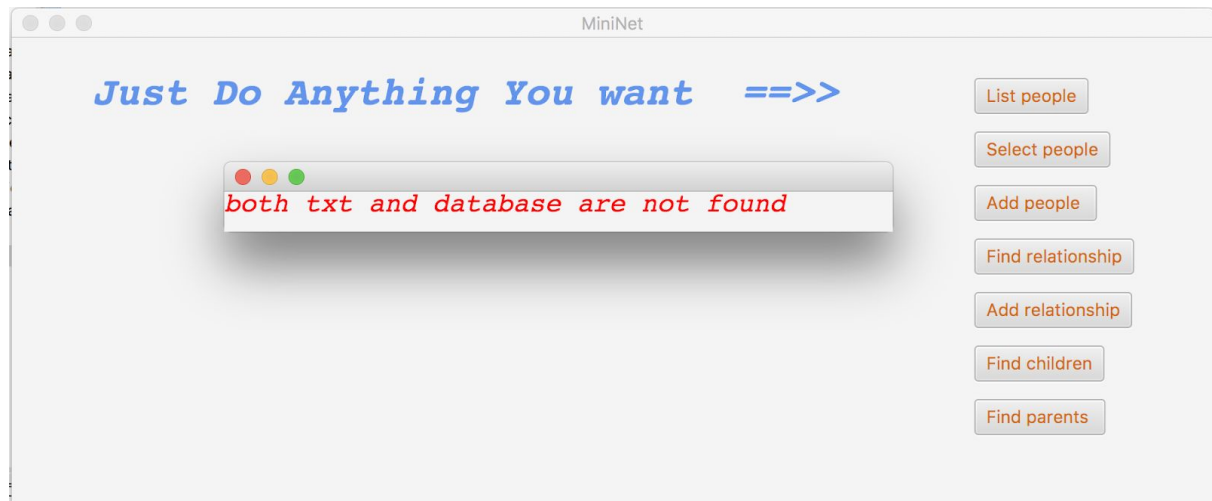 MiniNet
Just Do Anything You want ==>>
both txt and database are not found
List people
Select people
Add people
Find relationship
Add relationship
Find children
Find parents